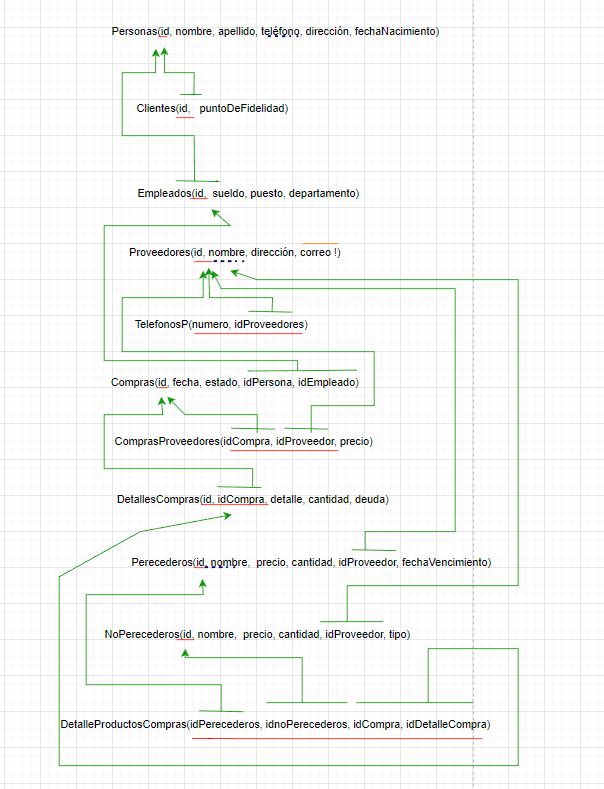 Personas(id, nombre, apellido, teléfono, dirección, fechaNacimiento)
Clientes(id, puntoDeFidelidad)
Empleados(id, sueldo, puesto, departamento)
Proveedores(id, nombre, dirección, correo !)
TelefonosP(numero, idProveedores)
Compras(id, fecha, estado, idPersona, idEmpleado)
ComprasProveedores(idCompra, idProveedor, precio)
DetallesCompras(id, idCompra, detalle, cantidad, deuda)
Perecederos(id, nombre, precio, cantidad, idProveedor, fechaVencimiento)
NoPerecederos(id, nombre, precio, cantidad, idProveedor, tipo)
DetalleProductosCompras(idPerecederos, idnoPerecederos, idCompra, idDetalleCompra)